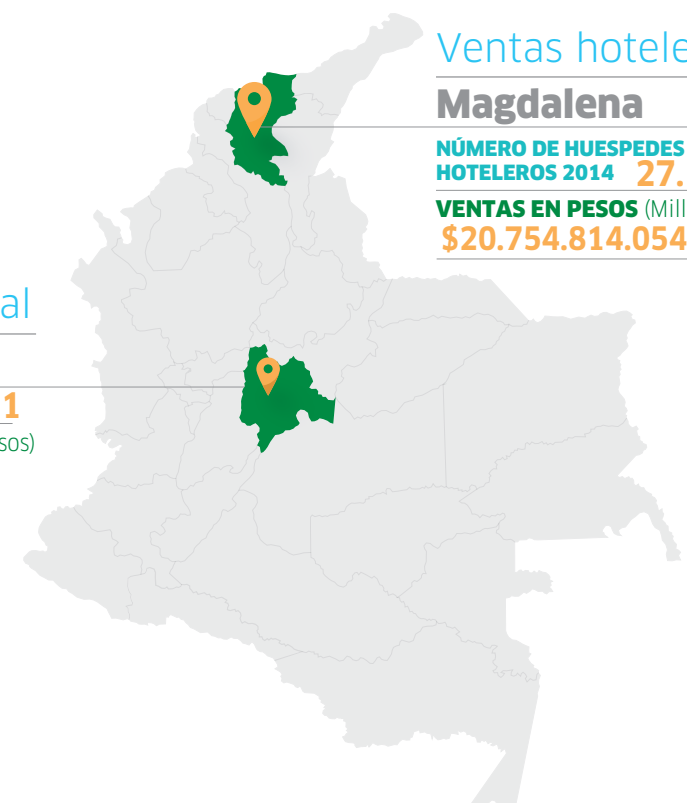 Ventas hotele
Magdalena
NÚMERO DE HUESPEDES
HOTELEROS 2014 27.
VENTAS EN PESOS (Mill
$20.754.814.054
al
1
sos)